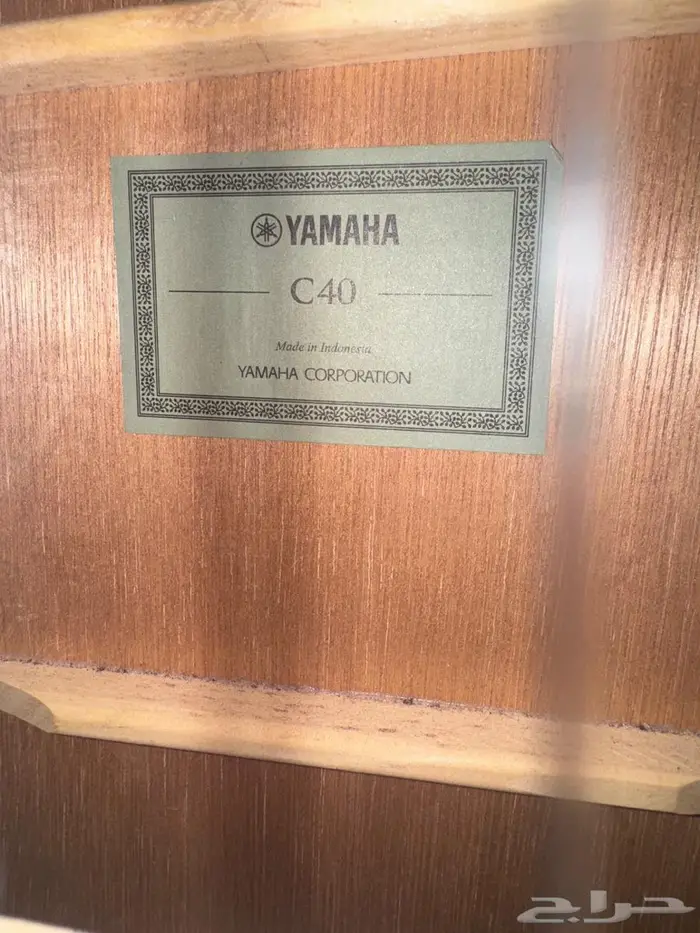 YAMAHA
C40
Made in Indonesia
YAMAHA CORPORATION
حراج